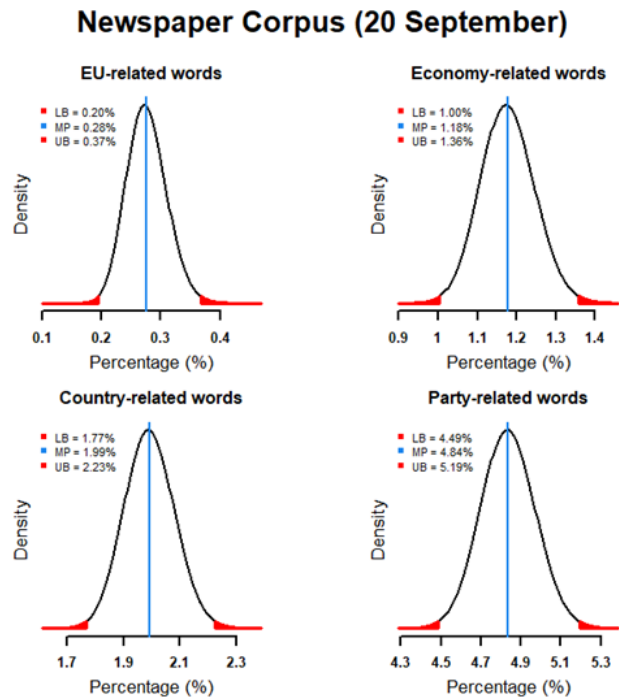 Newspaper Corpus (20 September)
EU-related words
LB = 0.20%
MP = 0.28%
UB = 0.37%
Density
0.1 0.2 0.3 0.4
Percentage (%)
Economy-related words
LB = 1.00%
MP = 1.18%
UB = 1.36%
Density
0.9 1 1.1 1.2 1.3 1.4
Percentage (%)
Country-related words
LB = 1.77%
MP = 1.99%
UB = 2.23%
Density
1.7 1.9 2.1 2.3
Percentage (%)
Party-related words
LB = 4.49%
MP = 4.84%
UB = 5.19%
Density
4.3 4.5 4.7 4.9 5.1 5.3
Percentage (%)